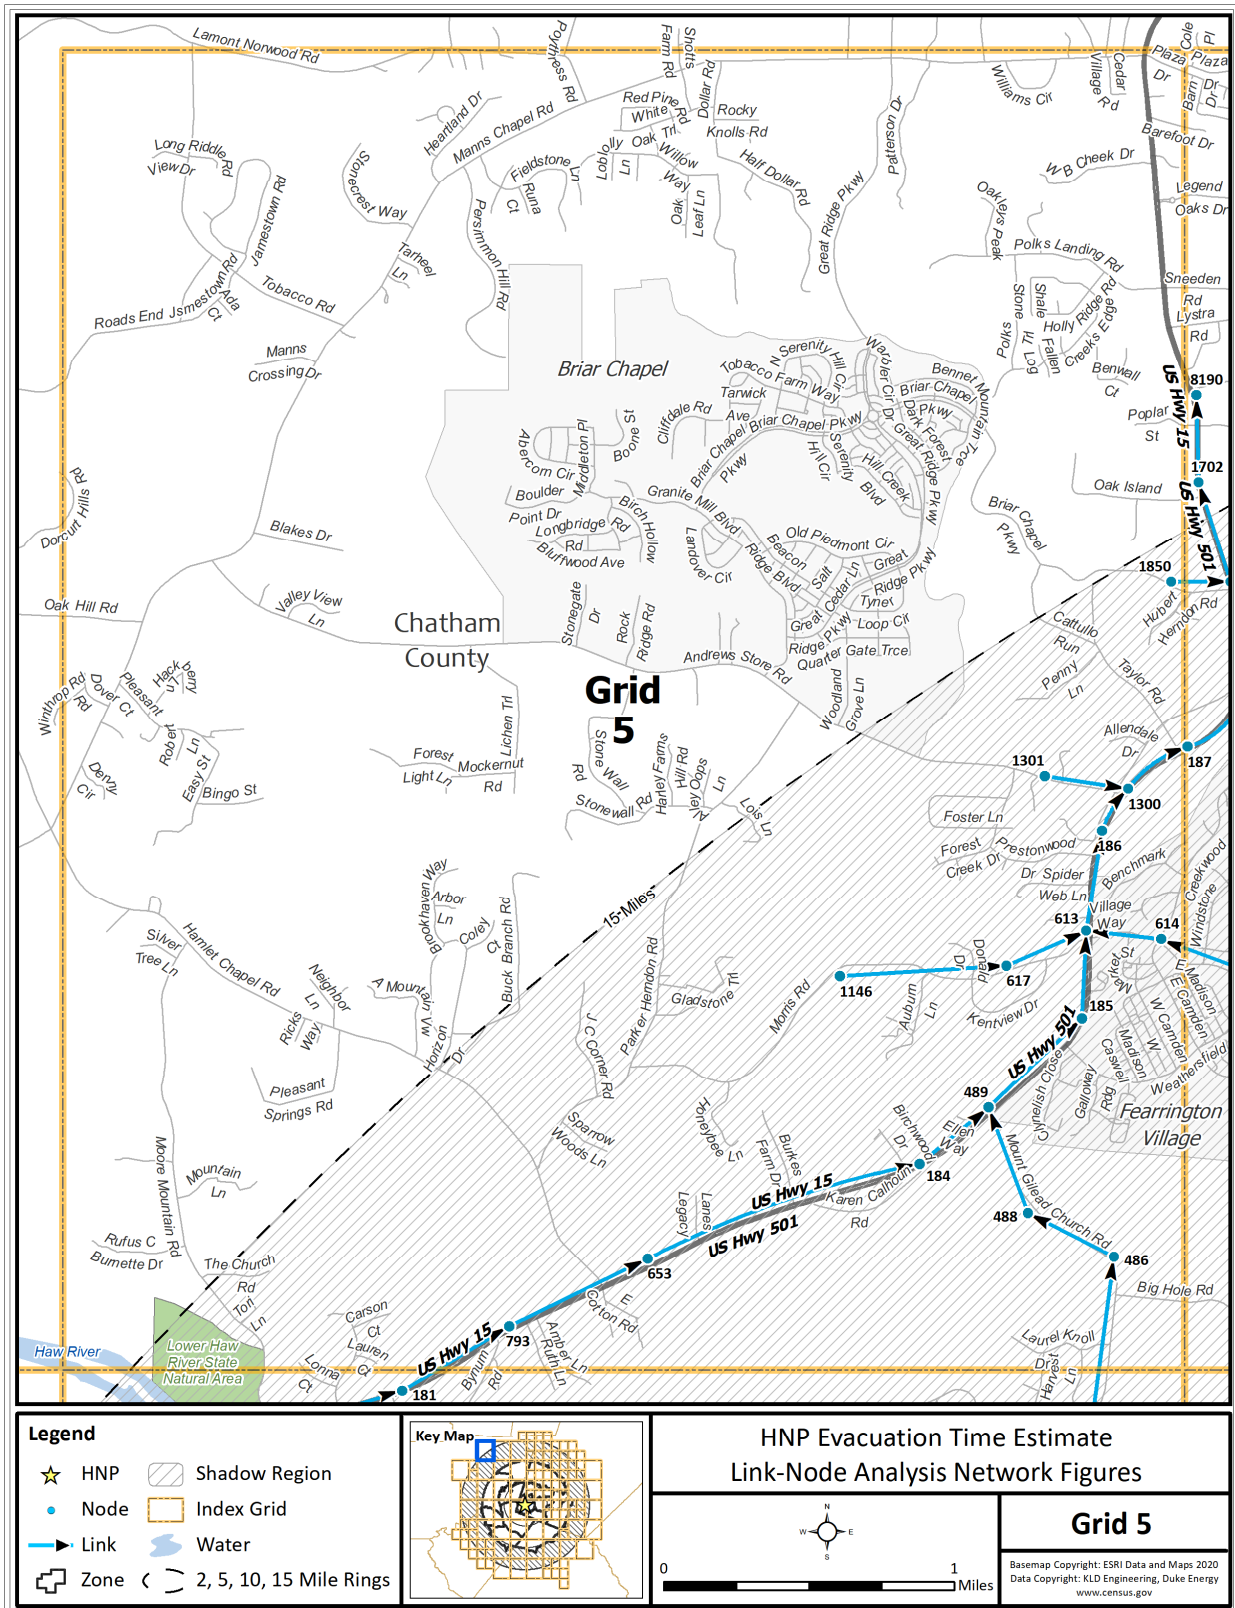 Lamont Norwood Rd
Poythress Rd
Farm Rd
Shotts
Dollar Rd
Williams Cir
Village Rd
Cedar
Cole
Pl
Plaza
Dr
Plaza
Barn
Dr
Dr
Barefoot Dr
Heartland Dr
Manns Chapel Rd
Red Pine
Rd
White
Oak Trl
Rocky
Knolls Rd
Patterson Dr
Long Riddle Rd
View Dr
Stonecrest Way
Fieldstone
Ln
Runa
Ct
Loblolly
Ln
Willow
Way
Half Dollar Rd
W B Cheek Dr
Legend
Oaks Dr
Jamestown Rd
Persimmon Hill Rd
Oak
Leaf Ln
Great Ridge Pkwy
Oakleys Peak
Tarheel
Ln
Polks Landing Rd
Sneeden
Rd
Roads End Jsmestown Rd
Ada
Ct
Tobacco Rd
Polks
Stone
Trl
Log
Shale
Holly Ridge Rd
Fallen
Creeks Edge
Lystra
Rd
Manns
Crossing Dr
Briar Chapel
N Serenity Hill Cir
Tobacco Farm Way
Warbler Cir Dr
Bennet Mountain Trce
Briar Chapel
Pkwy
Benwall
Ct
US Hwy 15
8190
Tarwick
Ave
Cliffdale Rd
Briar Chapel Pkwy
Briar Chapel
Pkwy
Dark Forest
Great Ridge Pkwy
Poplar
St
Abercorn Cir
Middleton Pl
Boone St
Hill Cir
Serenity
Hill Creek
Blvd
1702
Dorcurt Hills Rd
Boulder
Point Dr
Longbridge
Rd
Rd
Birch Hollow
Granite Mill Blvd
Oak Island
US Hwy 501
Blakes Dr
Bluffwood Ave
Landover Cir
Ridge Blvd
Beacon
Old Piedmont Cir
Salt
Cedar Ln
Great
Ridge Pkwy
Briar Chapel
Pkwy
1850
Oak Hill Rd
Valley View
Ln
Chatham
County
Stonegate
Dr
Rock
Ridge Rd
Tyner
Loop Cir
Great
Ridge Pkwy
Quarter Gate Trce
Andrews Store Rd
Cattullo
Run
Hubert
Herndon Rd
Winthrop Rd
Rd
Dover Ct
Pleasant
Hackberry
Ln
Grid
5
Woodland
Grove Ln
Penny
Ln
Taylor Rd
Robert
Ln
Easy St
Denny
Cir
Bingo St
Lichen Trl
Forest
Light Ln
Mockernut
Rd
Stone
Wall
Rd
Stonewall Rd
Harley Farms
Hill Rd
Alley Oops
Ln
Lois Ln
Allendale
Dr
187
1301
1300
Foster Ln
186
Forest
Creek Dr
Prestonwood
Dr Spider
Web Ln
Benchmark
Creekwood
Windstone
Brookhaven Way
Arbor
Ln
Coley
Ct
Buck Branch Rd
15 Miles
Village
Way
613
614
Silver
Tree Ln
Hamlet Chapel Rd
Neighbor
Ln
Ricks
Way
A Mountain Vw
Horizon
Dr
Parker Herndon Rd
Gladstone Trl
Morris Rd
1146
Donald
Dr
617
Auburn
Ln
Kentview Dr
185
E Madison
E Camden
W Camden
W
Madison
Caswell
Weathersfield
J C Corner Rd
US Hwy 501
Pleasant
Springs Rd
489
Clynelish Close
Galloway
Rdg
Fearrington
Village
Sparrow
Woods Ln
Honeybee
Ln
Burkes
Farm Dr
Birchwood
Dr
Ellen
Way
Moore Mountain Rd
Mountain
Ln
US Hwy 15
US Hwy 501
Karen Calhoun
Rd
184
Mount Gilead Church Rd
488
486
Legacy
Lanes
Rufus C
Burnette Dr
The Church
Rd
Tori
Ln
653
Big Hole Rd
E
Cotton Rd
Carson
Ct
Lauren
Ct
Lonna
Ct
US Hwy 15
793
Amber
Ruth Ln
Ln
Bynum
Rd
Laurel Knoll
Dr
Harvest
Ln
Haw River
Lower Haw
River State
Natural Area
181
Legend
HNP
Shadow Region
Node
Index Grid
Link
Water
Zone
2, 5, 10, 15 Mile Rings
Key Map
HNP Evacuation Time Estimate
Link-Node Analysis Network Figures
N
W
E
S
0
1
Miles
Grid 5
Basemap Copyright: ESRI Data and Maps 2020
Data Copyright: KLD Engineering, Duke Energy
www.census.gov